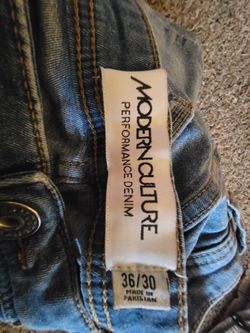 MODERN CULTURE
PERFORMANCE DENIM
36/30
MADE IN
PAKISTAN